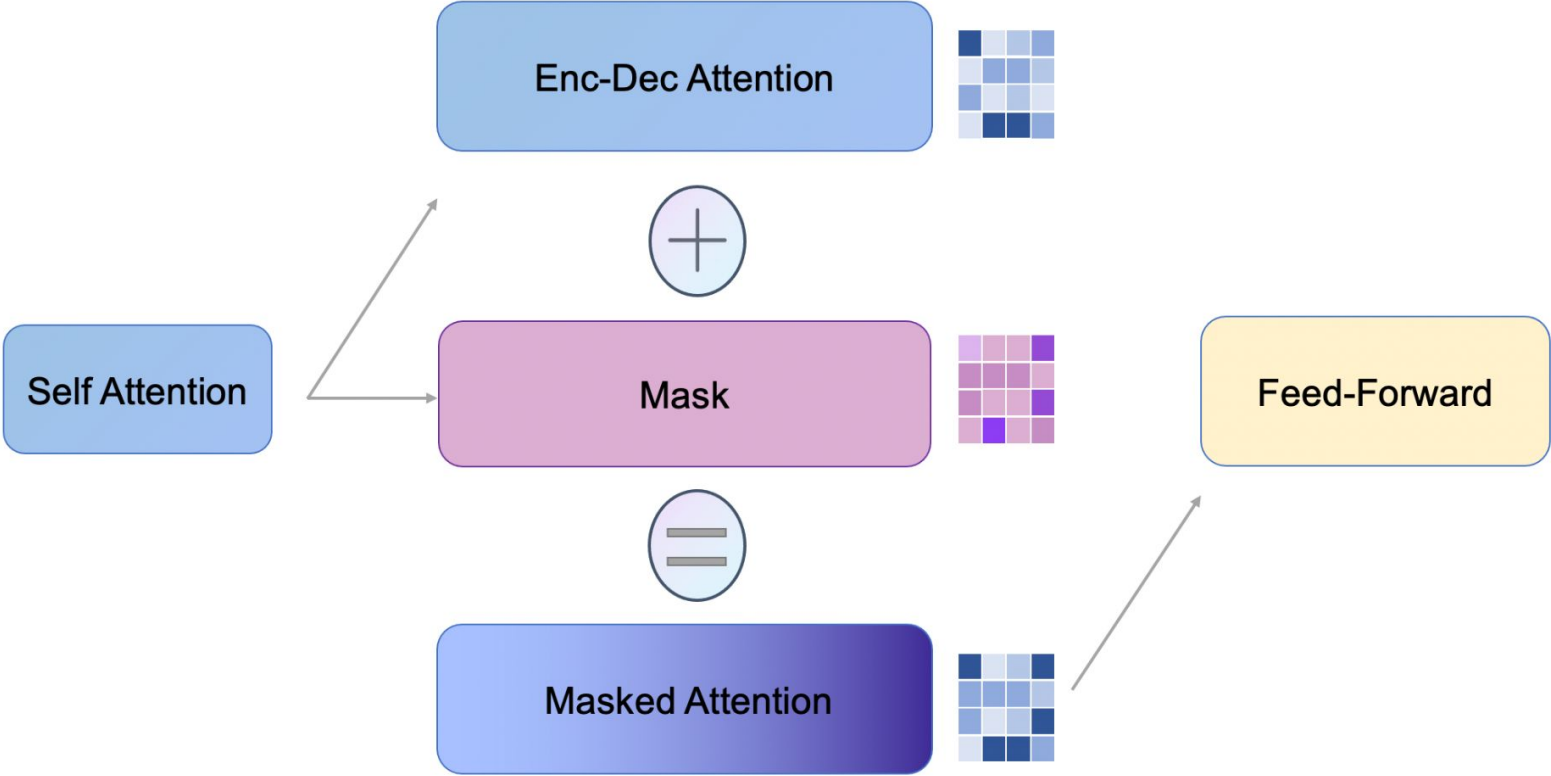 Enc-Dec Attention
Self Attention
Mask
Feed-Forward
Masked Attention